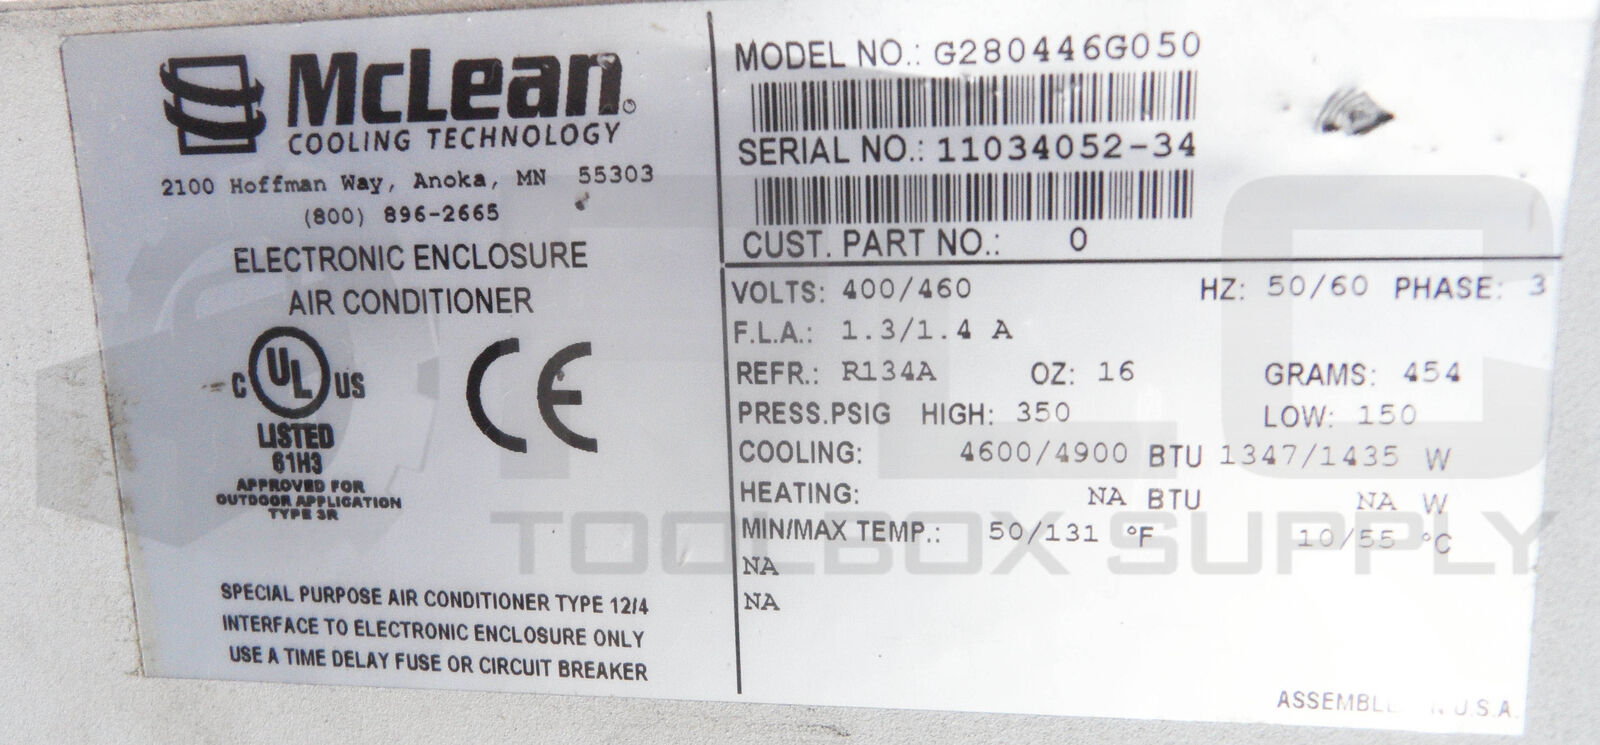 McLean®
COOLING TECHNOLOGY
2100 Hoffman Way, Anoka, MN 55303
(800) 896-2665
ELECTRONIC ENCLOSURE
AIR CONDITIONER
C UL US
LISTED
61H3
APPROVED FOR
OUTDOOR APPLICATION
TYPE 3R
CE
SPECIAL PURPOSE AIR CONDITIONER TYPE 12/4
INTERFACE TO ELECTRONIC ENCLOSURE ONLY
USE A TIME DELAY FUSE OR CIRCUIT BREAKER
MODEL NO.: G280446G050
SERIAL NO.: 11034052-34
CUST. PART NO.: 0
VOLTS: 400/460 HZ: 50/60 PHASE: 3
F.L.A.: 1.3/1.4 A
REFR.: R134A OZ: 16 GRAMS: 454
PRESS.PSIG HIGH: 350 LOW: 150
COOLING: 4600/4900 BTU 1347/1435 W
HEATING: NA BTU NA W
MIN/MAX TEMP.: 50/131 °F 10/55 °C
NA
NA
U.S.A.
PLC
TOOLBOX SUPPLY